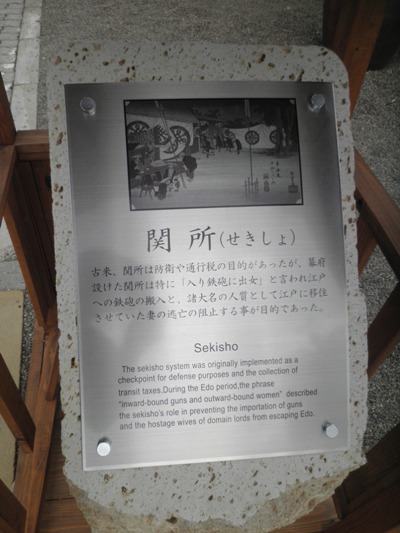 関所(せきしょ)
古来、関所は防衛や通行税の目的があったが、幕府
設けた関所は特に「入り鉄砲に出女」と言われ江戸
への鉄砲の搬入と、諸大名の人質として江戸に移住
させていた妻の逃亡の阻止する事が目的であった。
Sekisho
The sekisho system was originally implemented as a
checkpoint for defense purposes and the collection of
transit taxes.During the Edo period,the phrase
"inward-bound guns and outward-bound women" described
the sekisho's role in preventing the importation of guns
and the hostage wives of domain lords from escaping Edo.